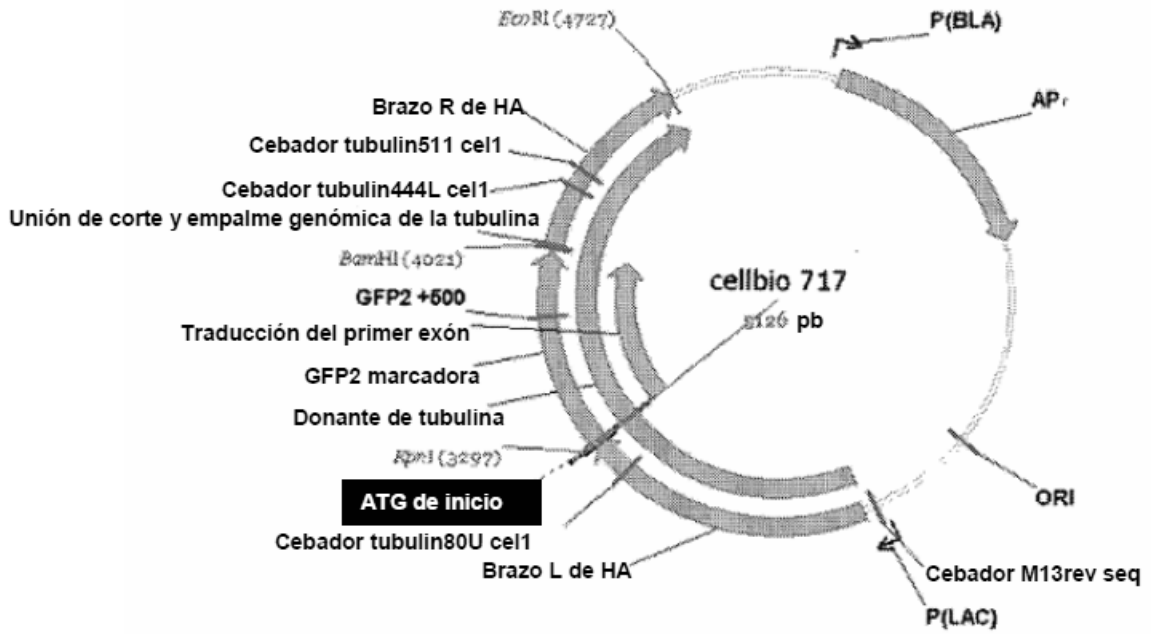 EcoRI (4727)
P(BLA)
APr
Brazo R de HA
Cebador tubulin511 cel1
Cebador tubulin444L cel1
Unión de corte y empalme genómica de la tubulina
BamHI (4021)
cellbio 717
5126 pb
GFP2 +500
Traducción del primer exón
GFP2 marcadora
Donante de tubulina
KpnI (3297)
ATG de inicio
ORI
Cebador tubulin80U cel1
Brazo L de HA
Cebador M13rev seq
P(LAC)